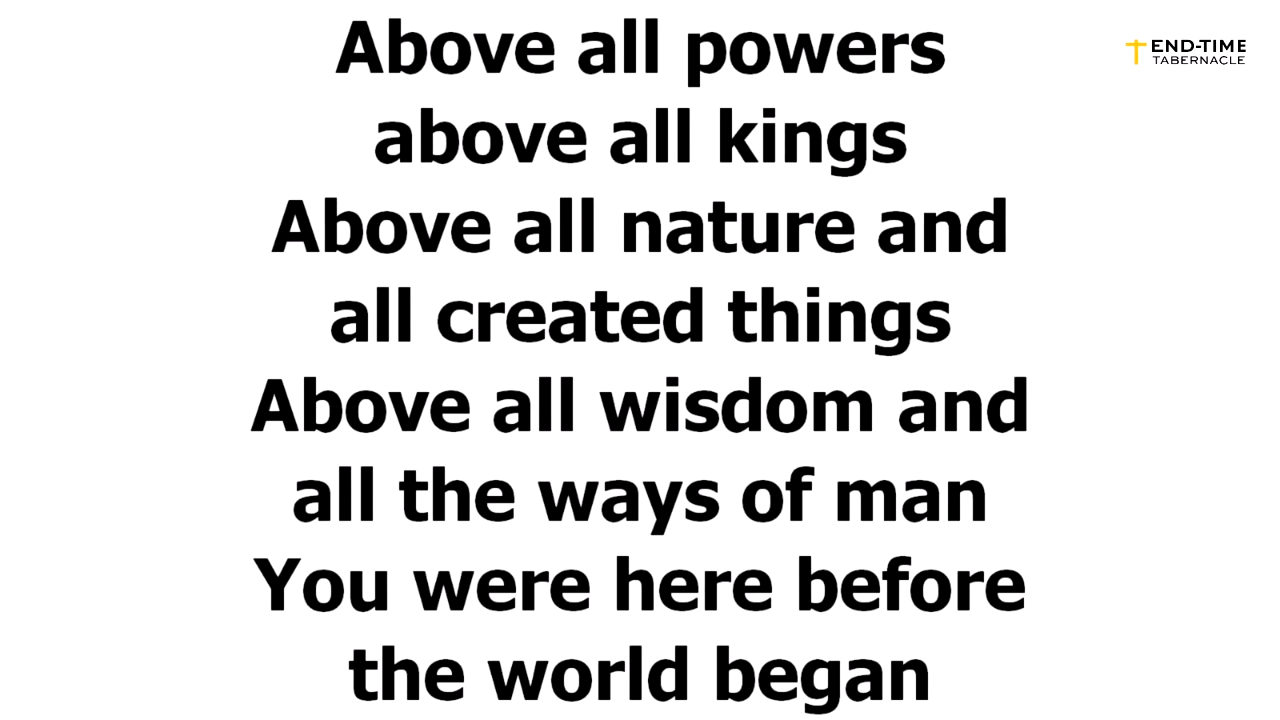 Above all powers
above all kings
Above all nature and
all created things
Above all wisdom and
all the ways of man
You were here before
the world began
END-TIME
TABERNACLE